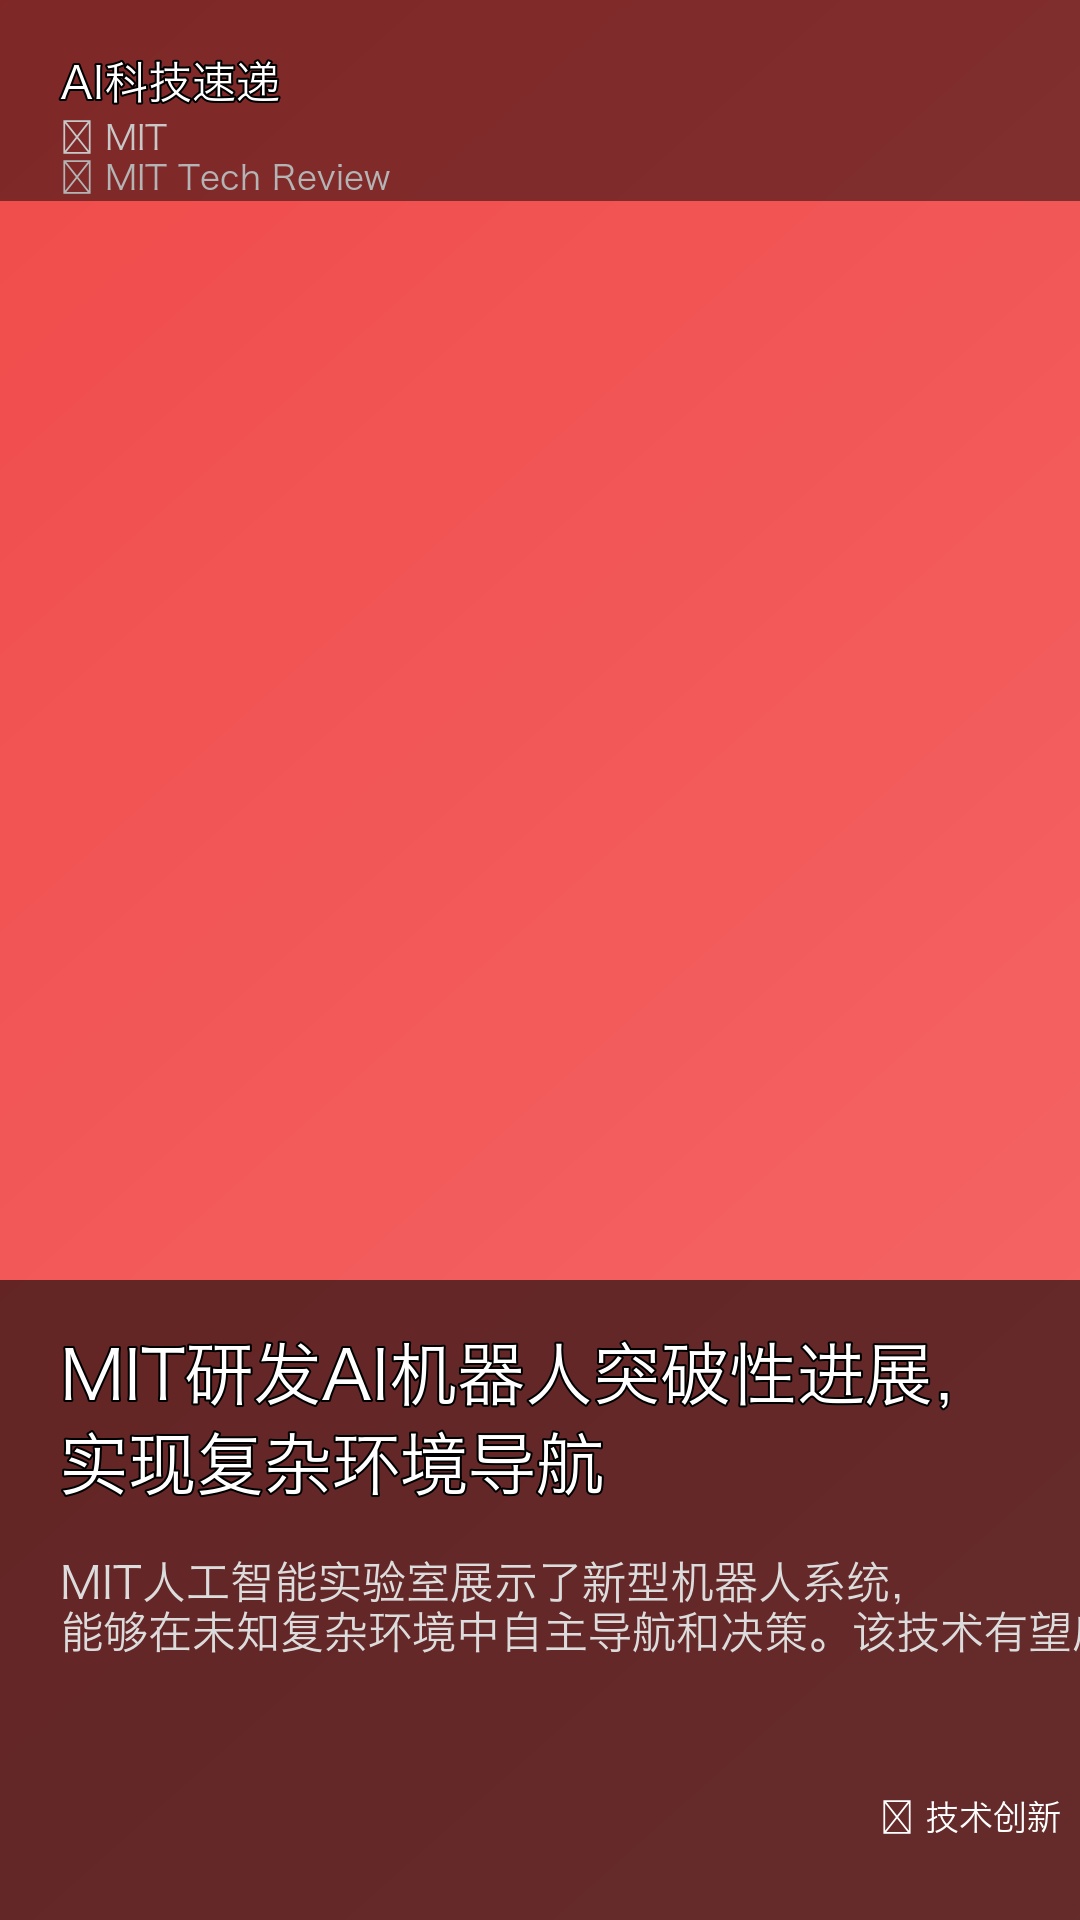 AI科技速递
MIT
MIT Tech Review
MIT研发AI机器人突破性进展,
实现复杂环境导航
MIT人工智能实验室展示了新型机器人系统,
能够在未知复杂环境中自主导航和决策。该技术有望
技术创新